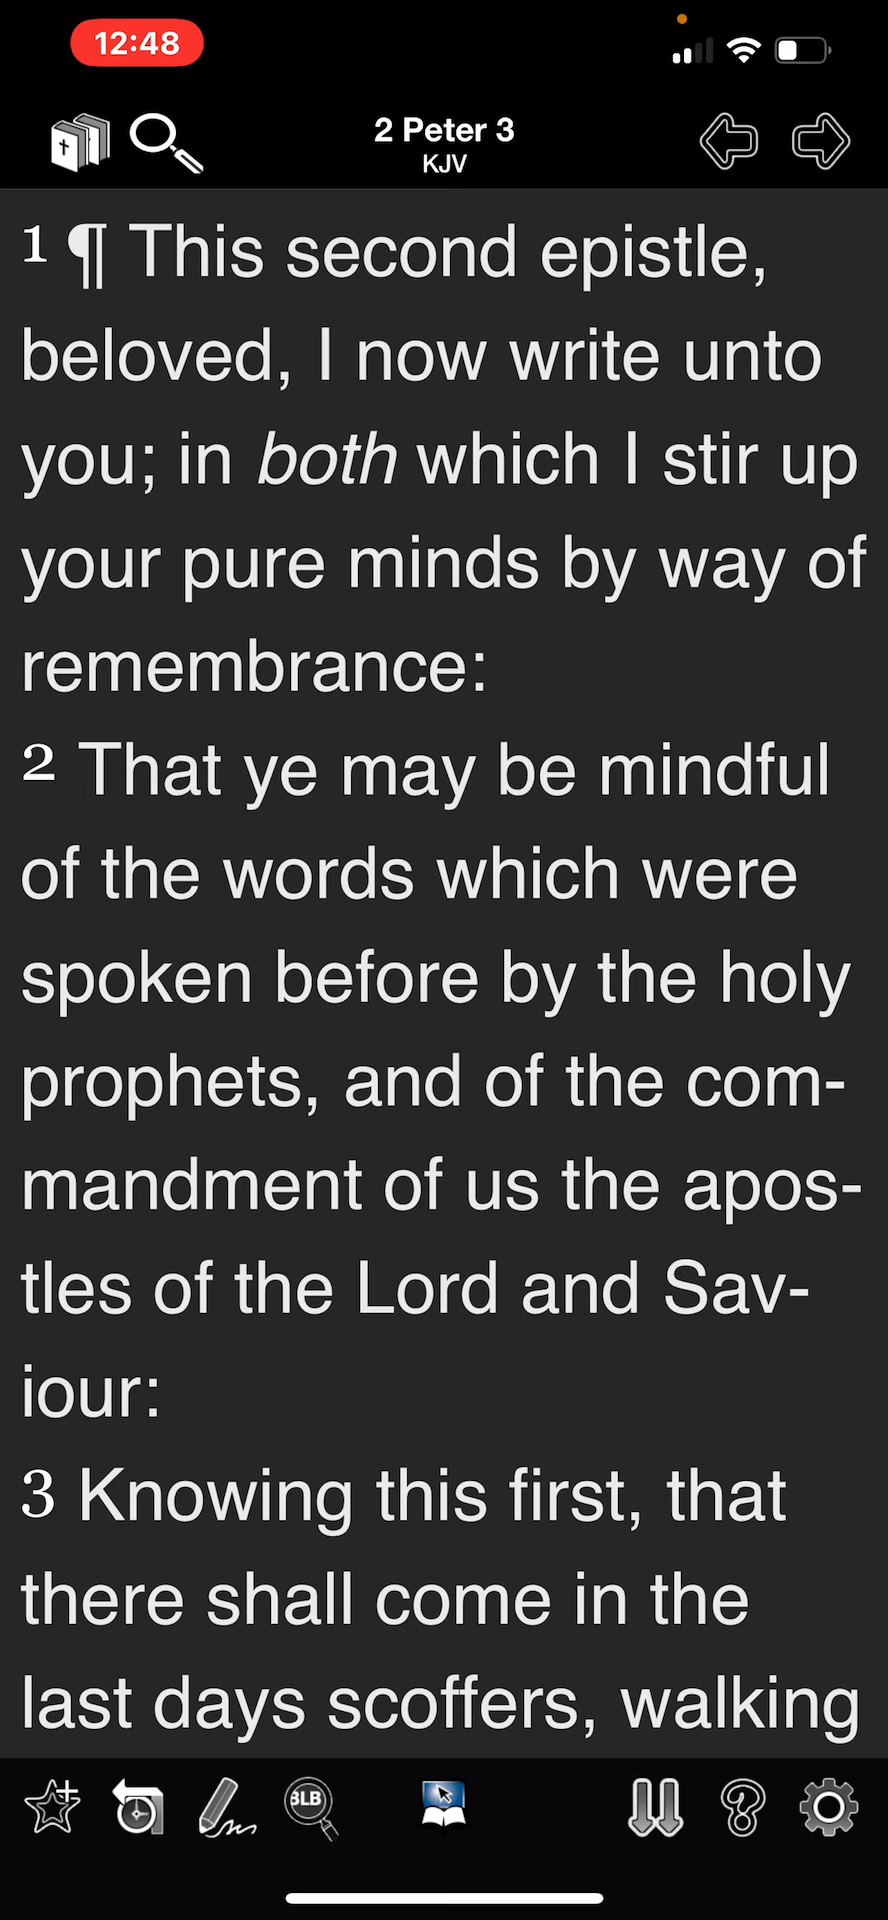 12:48
2 Peter 3
KJV
1 ¶ This second epistle,
beloved, I now write unto
you; in both which I stir up
your pure minds by way of
remembrance:
2 That ye may be mindful
of the words which were
spoken before by the holy
prophets, and of the com-
mandment of us the apos-
tles of the Lord and Sav-
iour:
3 Knowing this first, that
there shall come in the
last days scoffers, walking
BLB